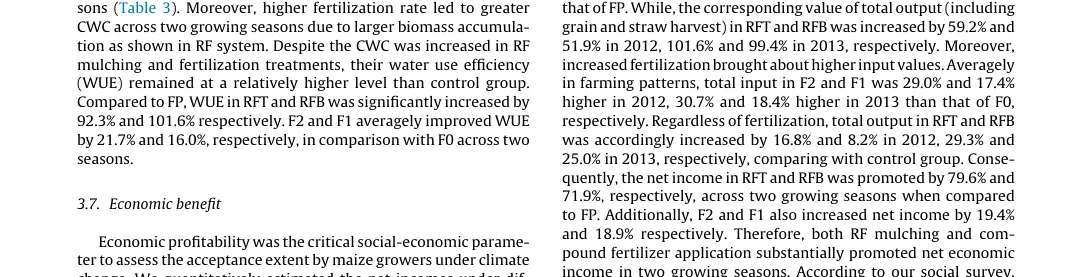 sons (Table 3). Moreover, higher fertilization rate led to greater
CWC across two growing seasons due to larger biomass accumula-
tion as shown in RF system. Despite the CWC was increased in RF
mulching and fertilization treatments, their water use efficiency
(WUE) remained at a relatively higher level than control group.
Compared to FP, WUE in RFT and RFB was significantly increased by
92.3% and 101.6% respectively. F2 and F1 averagely improved WUE
by 21.7% and 16.0%, respectively, in comparison with F0 across two
seasons.
3.7. Economic benefit
Economic profitability was the critical social-economic parame-
ter to assess the acceptance extent by maize growers under climate
change. We quantitatively estimated the net incomes under dif-
that of FP. While, the corresponding value of total output (including
grain and straw harvest) in RFT and RFB was increased by 59.2% and
51.9% in 2012, 101.6% and 99.4% in 2013, respectively. Moreover,
increased fertilization brought about higher input values. Averagely
in farming patterns, total input in F2 and F1 was 29.0% and 17.4%
higher in 2012, 30.7% and 18.4% higher in 2013 than that of F0,
respectively. Regardless of fertilization, total output in RFT and RFB
was accordingly increased by 16.8% and 8.2% in 2012, 29.3% and
25.0% in 2013, respectively, comparing with control group. Conse-
quently, the net income in RFT and RFB was promoted by 79.6% and
71.9%, respectively, across two growing seasons when compared
to FP. Additionally, F2 and F1 also increased net income by 19.4%
and 18.9% respectively. Therefore, both RF mulching and com-
pound fertilizer application substantially promoted net economic
income in two growing seasons. According to our social survey,